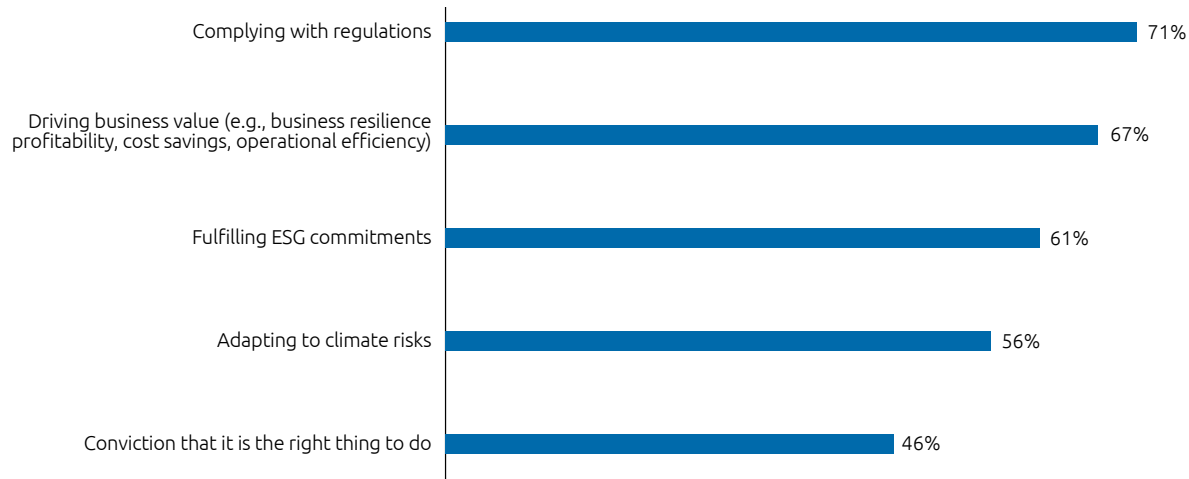 Complying with regulations
71%
Driving business value (e.g., business resilience
profitability, cost savings, operational efficiency)
67%
Fulfilling ESG commitments
61%
Adapting to climate risks
56%
Conviction that it is the right thing to do
46%